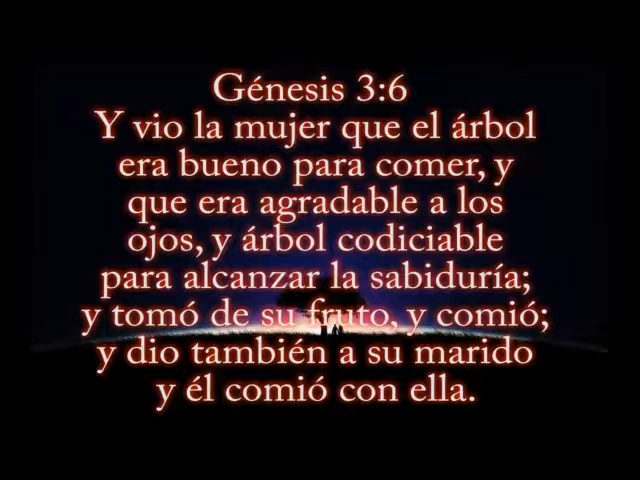 Génesis 3:6
Y vio la mujer que el árbol
era bueno para comer, y
que era agradable a los
ojos, y árbol codiciable
para alcanzar la sabiduría;
y tomó de su fruto, y comió;
y dio también a su marido
y él comió con ella.